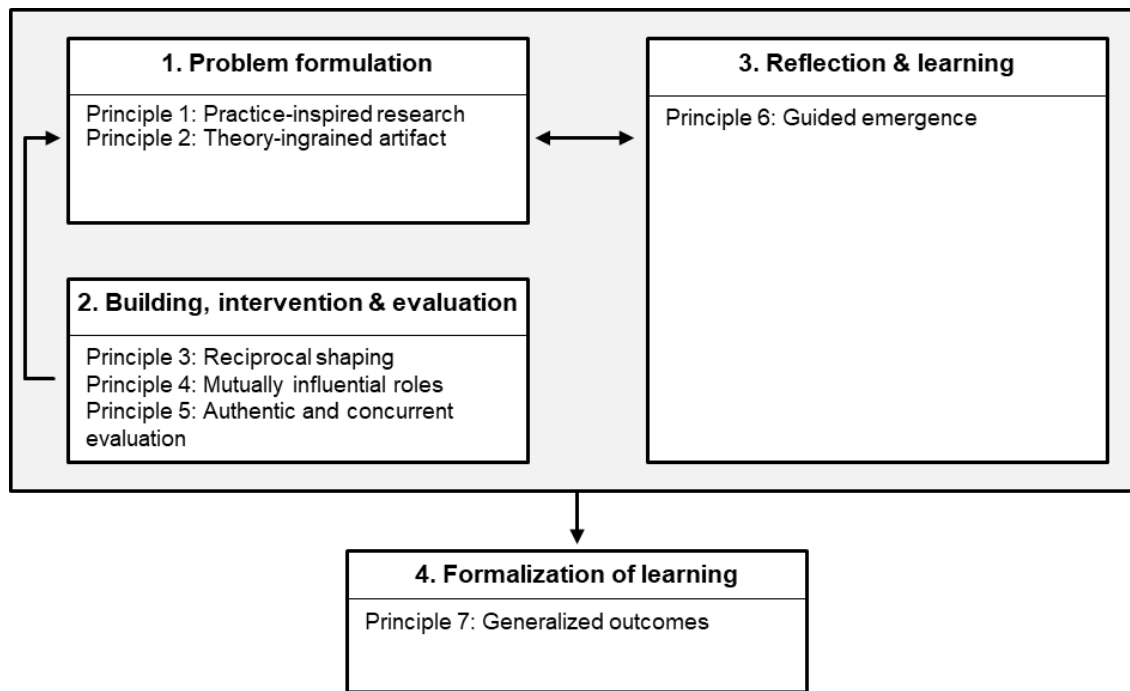 1. Problem formulation
Principle 1: Practice-inspired research
Principle 2: Theory-ingrained artifact
2. Building, intervention & evaluation
Principle 3: Reciprocal shaping
Principle 4: Mutually influential roles
Principle 5: Authentic and concurrent
evaluation
3. Reflection & learning
Principle 6: Guided emergence
4. Formalization of learning
Principle 7: Generalized outcomes